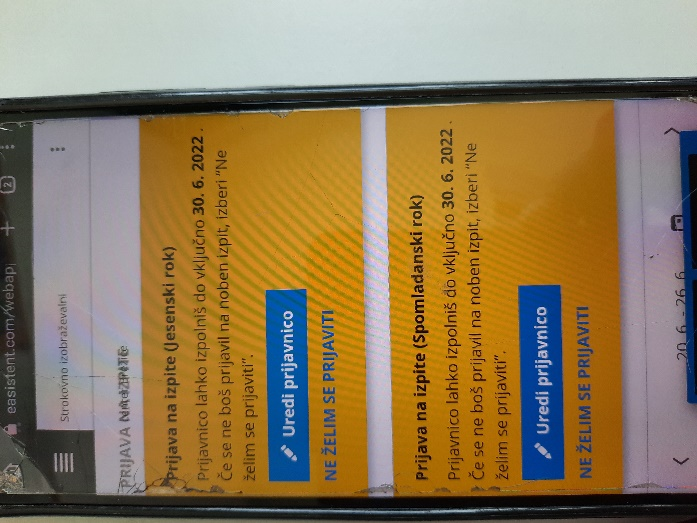 easistent.com/webapp
2
Strokovno izobraževalni
PRIJAVA NA IZPITE
Prijava na izpite (Jesenski rok)
Prijavnico lahko izpolniš do vključno 30. 6. 2022 .
Če se ne boš prijavil na noben izpit, izberi "Ne
želim se prijaviti".
Uredi prijavnico
NE ŽELIM SE PRIJAVITI
Prijava na izpite (Spomladanski rok)
Prijavnico lahko izpolniš do vključno 30. 6. 2022 .
Če se ne boš prijavil na noben izpit, izberi "Ne
želim se prijaviti".
Uredi prijavnico
NE ŽELIM SE PRIJAVITI
20. 6. - 26. 6.